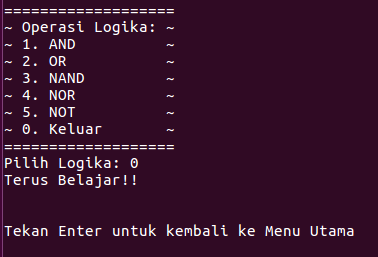 ===================
~ Operasi Logika: ~
~ 1. AND          ~
~ 2. OR           ~
~ 3. NAND         ~
~ 4. NOR          ~
~ 5. NOT          ~
~ 0. Keluar       ~
===================
Pilih Logika: 0
Terus Belajar!!
Tekan Enter untuk kembali ke Menu Utama